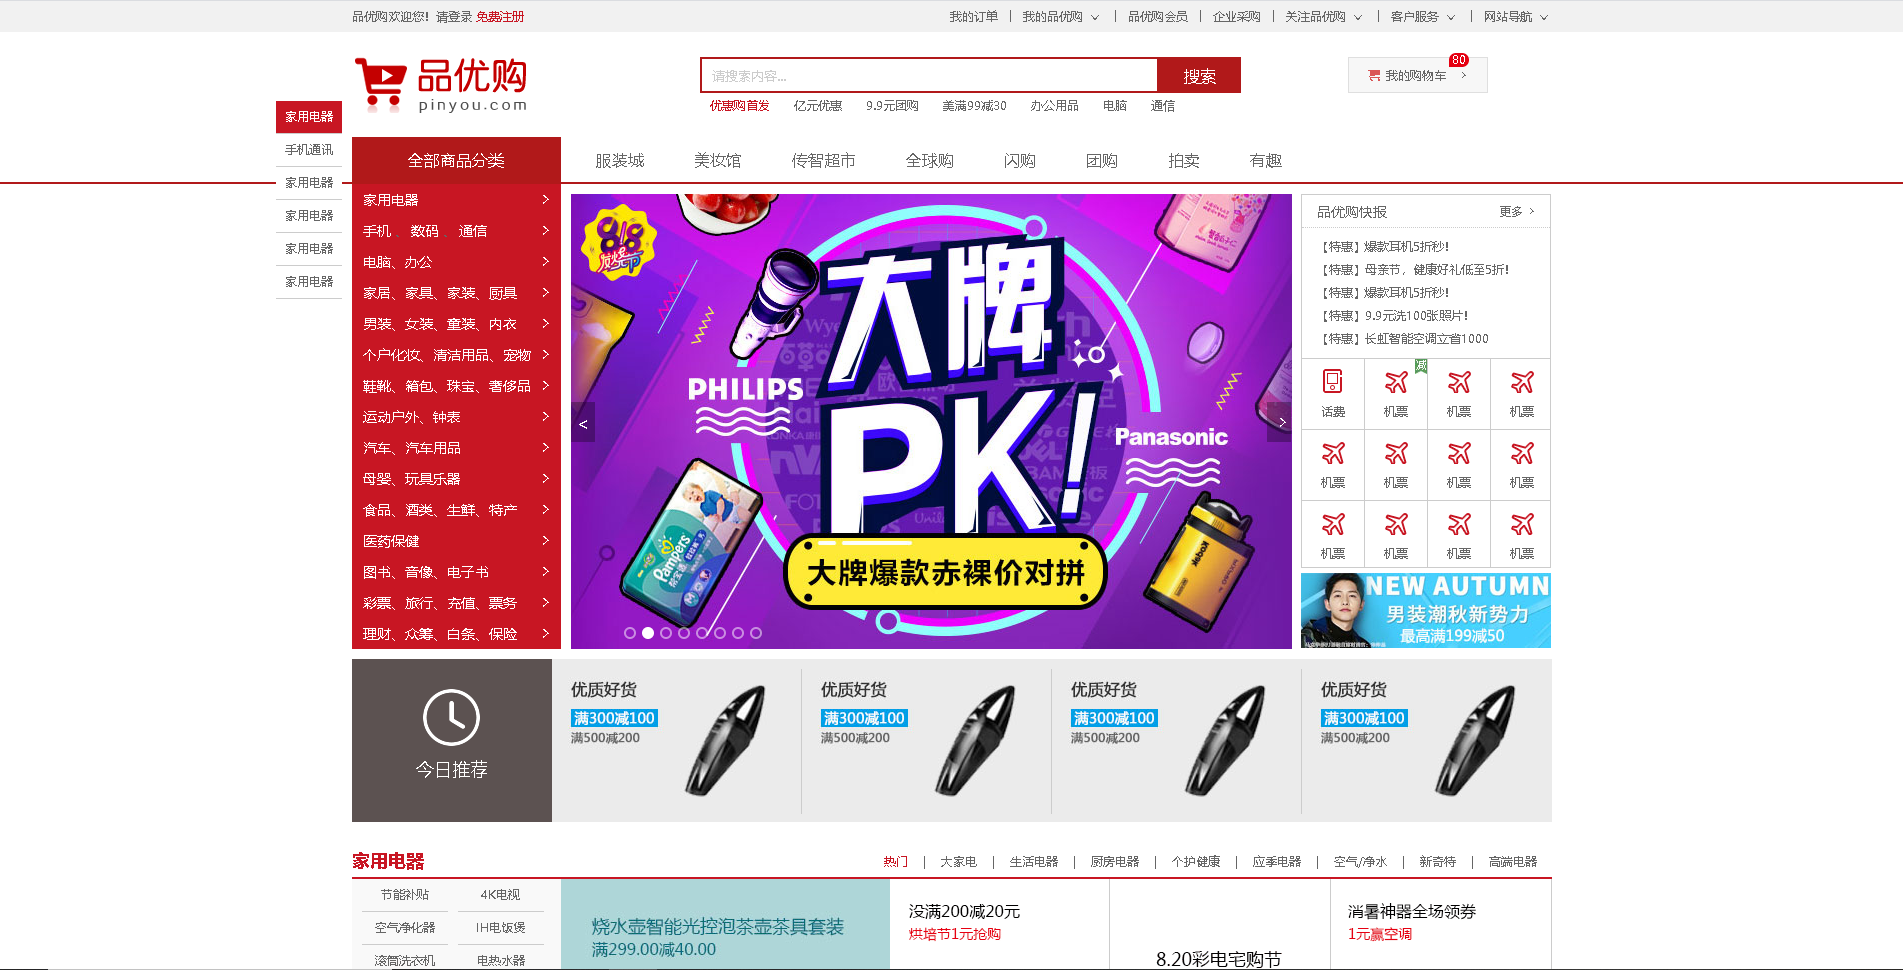 品优购欢迎您! 请登录 免费注册
我的订单
我的品优购
品优购会员
企业采购
关注品优购
客户服务
网站导航
品优购
pinyou.com
请搜索内容...
搜索
80
我的购物车
优惠购首发 亿元优惠 9.9元团购 美满99减30 办公用品 电脑 通信
家用电器
手机通讯
家用电器
家用电器
家用电器
家用电器
全部商品分类 服装城 美妆馆 传智超市 全球购 闪购 团购 拍卖 有趣
家用电器
手机 、 数码 、 通信
电脑、办公
家居、家具、家装、厨具
男装、女装、童装、内衣
个户化妆、清洁用品、宠物
鞋靴、箱包、珠宝、奢侈品
运动户外、钟表
汽车、汽车用品
母婴、玩具乐器
食品、酒类、生鲜、特产
医药保健
图书、音像、电子书
彩票、旅行、充值、票务
理财、众筹、白条、保险
大牌
PK!
PHILIPS
Panasonic
Pampers
Kodak
大牌爆款赤裸价对拼
品优购快报
更多
【特惠】爆款耳机5折秒!
【特惠】母亲节，健康好礼低至5折!
【特惠】爆款耳机5折秒!
【特惠】9.9元洗100张照片!
【特惠】长虹智能空调立省1000
减
话费 机票 机票 机票
机票 机票 机票 机票
机票 机票 机票 机票
NEW AUTUMN
男装潮秋新势力
最高满199减50
今日推荐
优质好货
满300减100
满500减200
优质好货
满300减100
满500减200
优质好货
满300减100
满500减200
优质好货
满300减100
满500减200
家用电器
热门 大家电 生活电器 厨房电器 个护健康 应季电器 空气/净水 新奇特 高端电器
节能补贴 4K电视
空气净化器 IH电饭煲
滚筒洗衣机 电热水器
烧水壶智能光控泡茶壶茶具套装
满299.00减40.00
没满200减20元
烘培节1元抢购
8.20彩电宅购节
消暑神器全场领券
1元赢空调